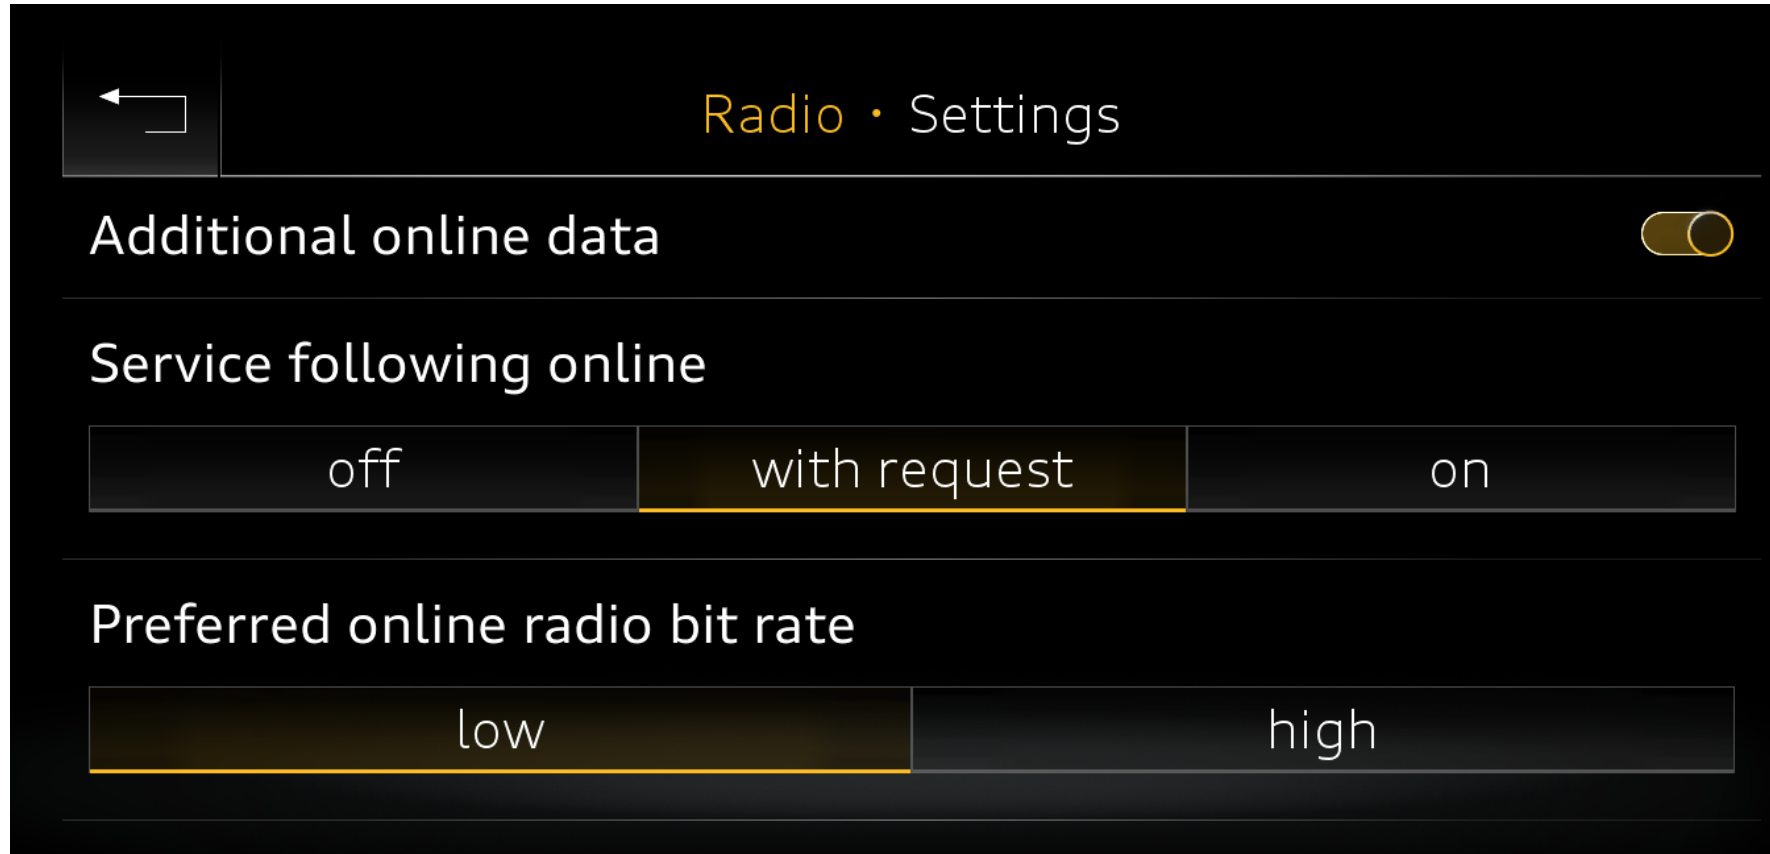 Radio • Settings
Additional online data
Service following online
off with request on
Preferred online radio bit rate
low high